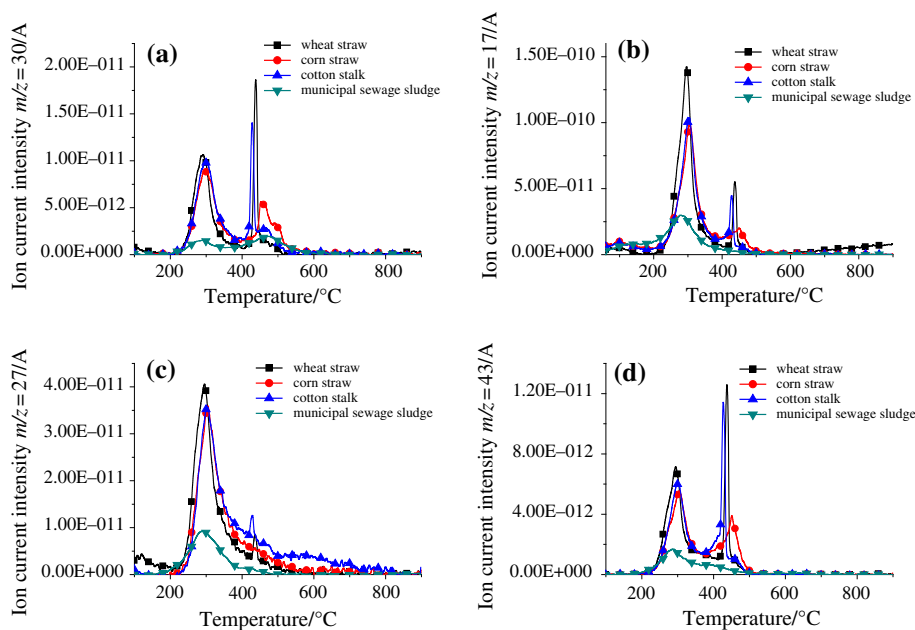 (a)
wheat straw
corn straw
cotton stalk
municipal sewage sludge
Ion current intensity m/z=30/A
2.00E–011
1.50E–011
1.00E–011
5.00E–012
0.00E+000
200 400 600 800
Temperature/°C
(b)
wheat straw
corn straw
cotton stalk
municipal sewage sludge
Ion current intensity m/z=17/A
1.50E–010
1.00E–010
5.00E–011
0.00E+000
0 200 400 600 800
Temperature/°C
(c)
wheat straw
corn straw
cotton stalk
municipal sewage sludge
Ion current intensity m/z=27/A
4.00E–011
3.00E–011
2.00E–011
1.00E–011
0.00E+000
200 400 600 800
Temperature/°C
(d)
wheat straw
corn straw
cotton stalk
municipal sewage sludge
Ion current intensity m/z=43/A
1.20E–011
8.00E–012
4.00E–012
0.00E+000
200 400 600 800
Temperature/°C